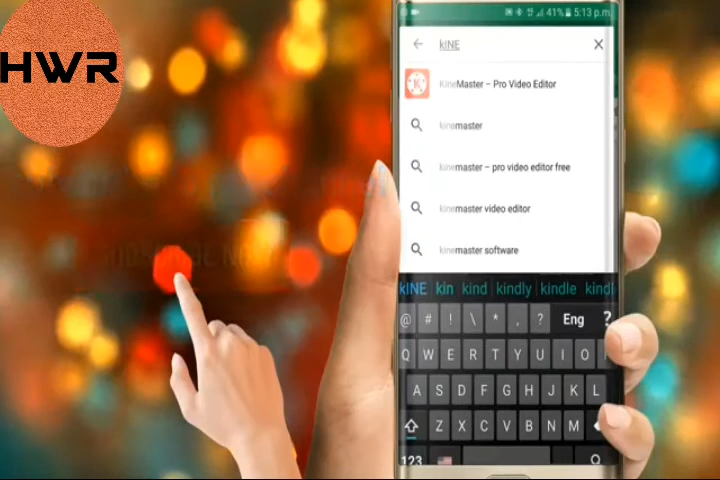 HWR
41% 5:13 p.m.
kINE
KineMaster – Pro Video Editor
kinemaster
kinemaster – pro video editor free
kinemaster video editor
kinemaster software
kINE kin kind kindly kindle kindl
@ # ! \ * , ? Eng ?
Q W E R T Y U I O
A S D F G H J K L
Z X C V B N M
123